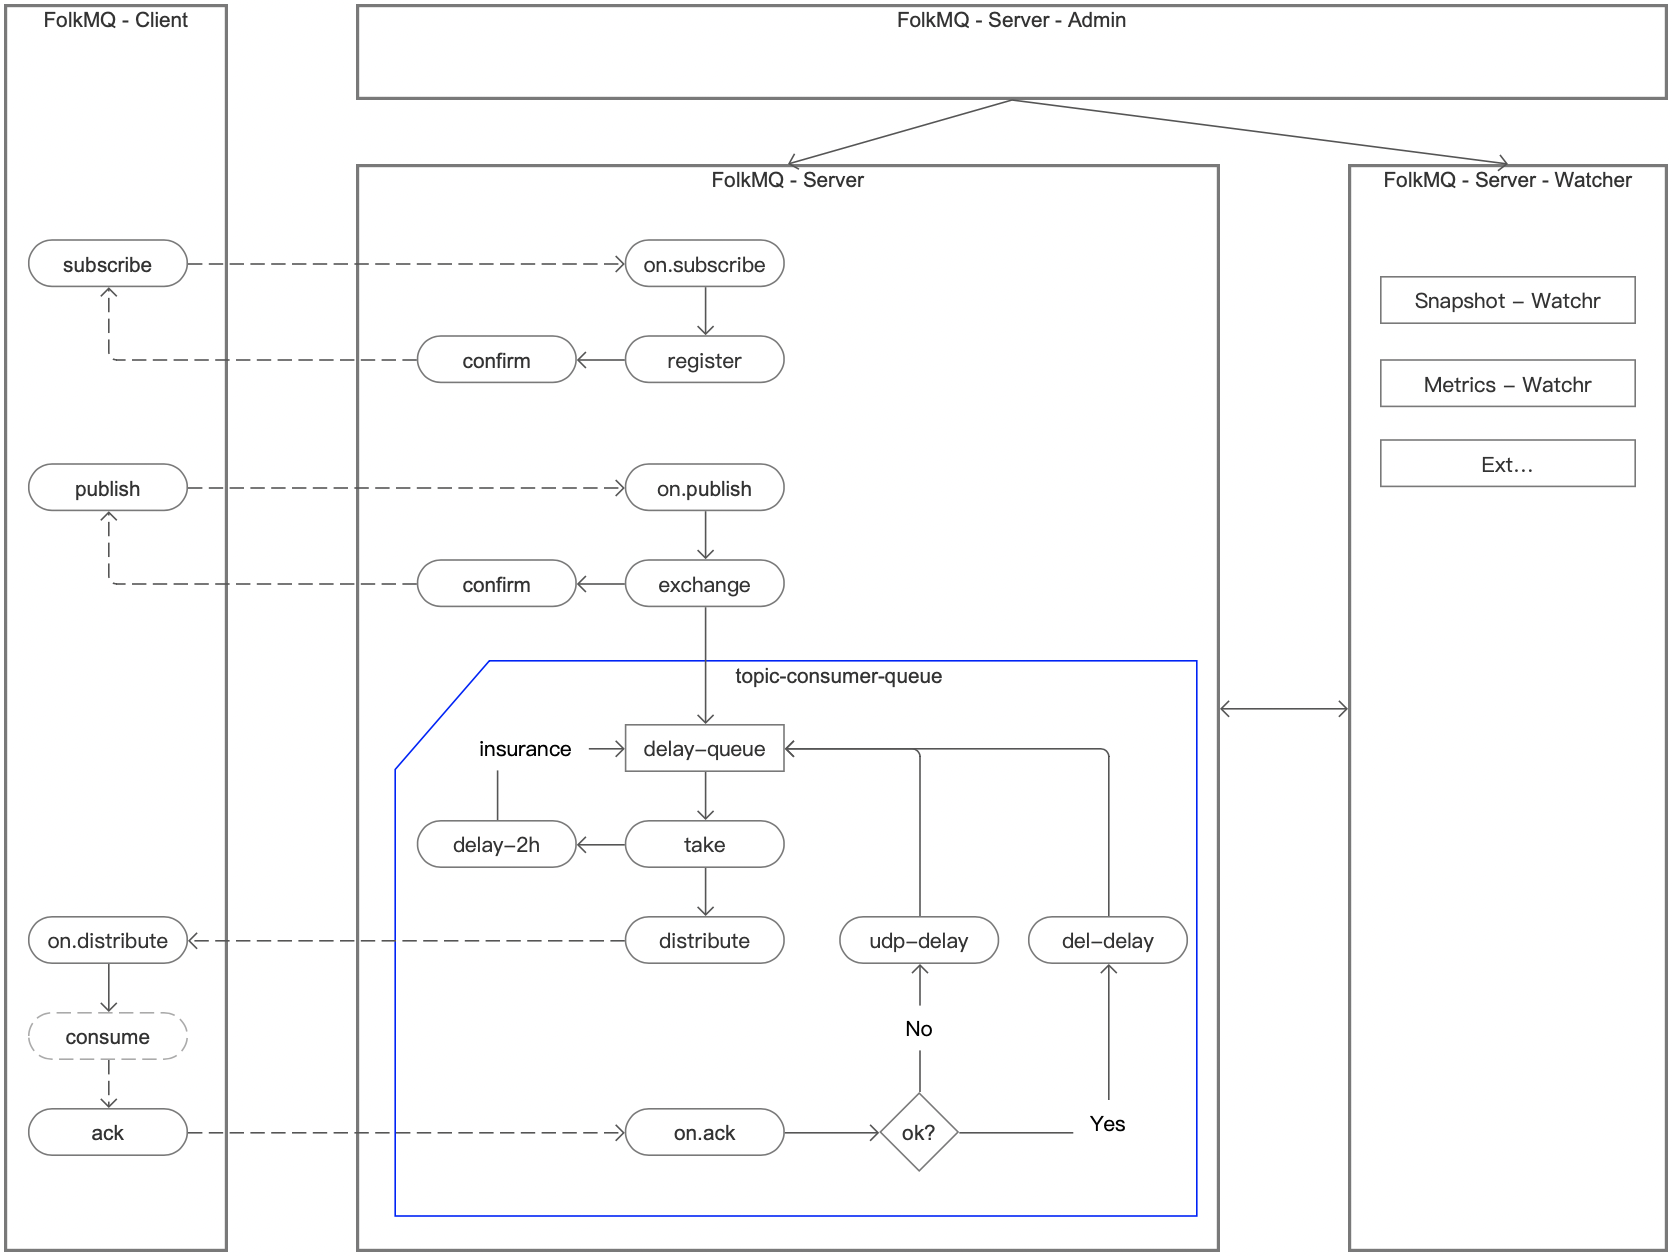 FolkMQ - Client
FolkMQ - Server - Admin
FolkMQ - Server
FolkMQ - Server - Watcher
subscribe
on.subscribe
Snapshot – Watchr
confirm
register
Metrics – Watchr
Ext...
publish
on.publish
confirm
exchange
topic-consumer-queue
insurance
delay–queue
delay–2h
take
on.distribute
distribute
udp–delay
del–delay
consume
No
ack
on.ack
ok?
Yes